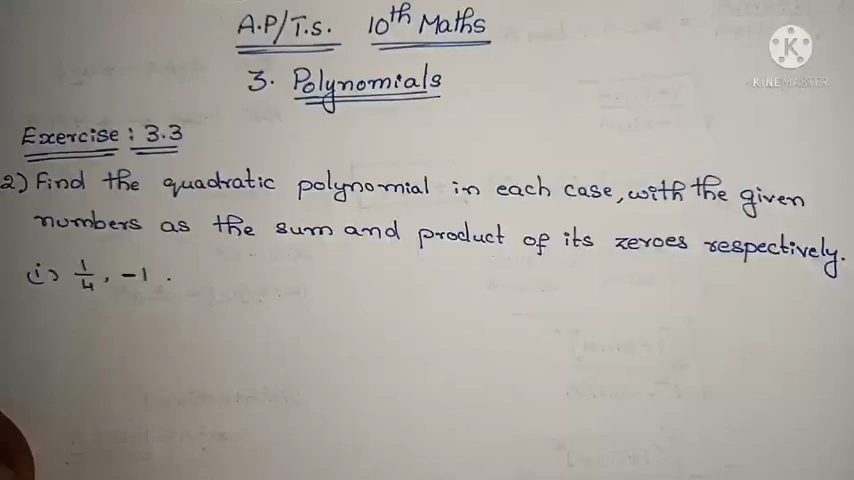 A.P/T.S. 10th Maths
3. Polynomials
KINEMASTER
Exercise : 3.3
2) Find the quadratic polynomial in each case, with the given
numbers as the sum and product of its zeroes respectively.
(i) 1/4, -1.